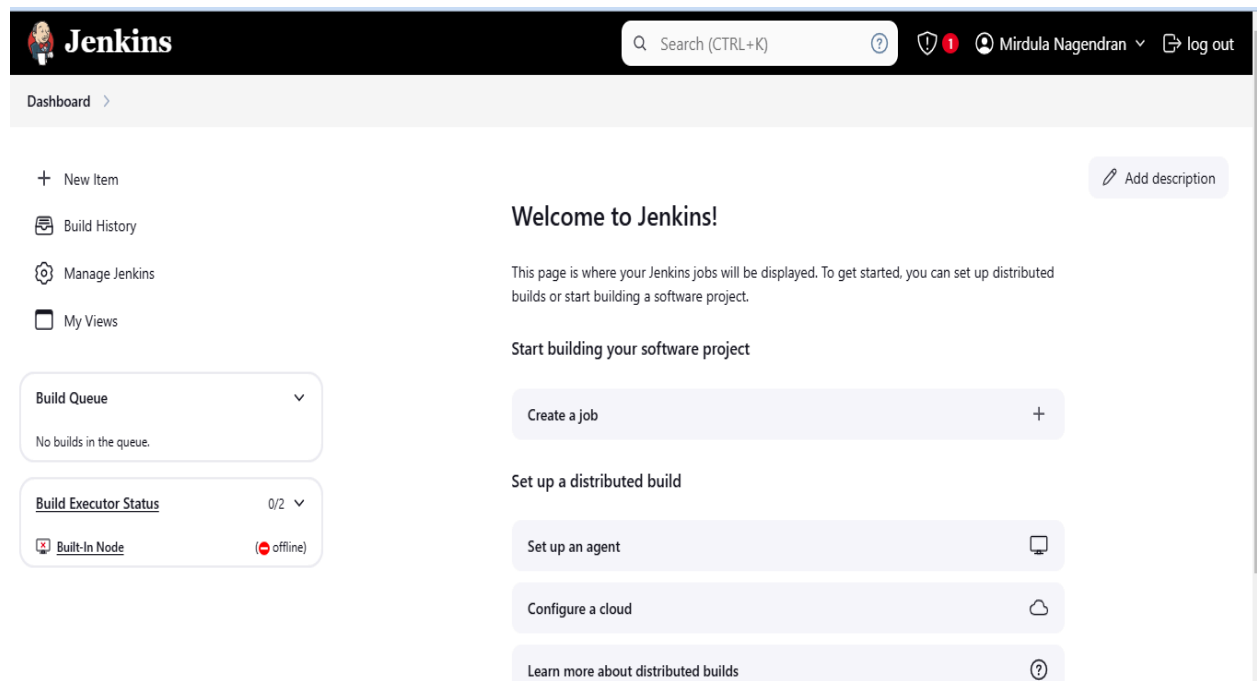 Jenkins
Search (CTRL+K)
?
1
Mirdula Nagendran
log out
Dashboard
New Item
Build History
Manage Jenkins
My Views
Build Queue
No builds in the queue.
Build Executor Status 0/2
Built-In Node (offline)
Add description
Welcome to Jenkins!
This page is where your Jenkins jobs will be displayed. To get started, you can set up distributed
builds or start building a software project.
Start building your software project
Create a job
Set up a distributed build
Set up an agent
Configure a cloud
Learn more about distributed builds
?